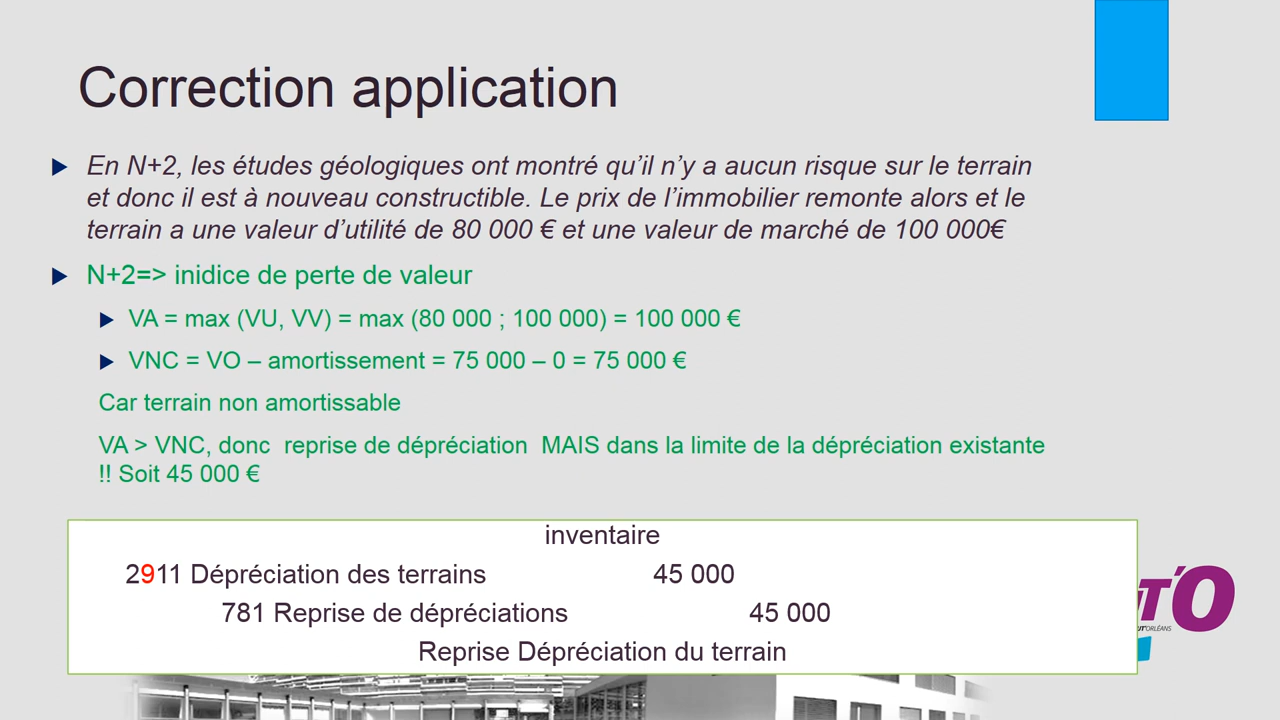 Correction application
En N+2, les études géologiques ont montré qu’il n’y a aucun risque sur le terrain
et donc il est à nouveau constructible. Le prix de l’immobilier remonte alors et le
terrain a une valeur d’utilité de 80 000 € et une valeur de marché de 100 000€
N+2=> inidice de perte de valeur
VA = max (VU, VV) = max (80 000 ; 100 000) = 100 000 €
VNC = VO – amortissement = 75 000 – 0 = 75 000 €
Car terrain non amortissable
VA > VNC, donc reprise de dépréciation MAIS dans la limite de la dépréciation existante
!! Soit 45 000 €
inventaire
2911 Dépréciation des terrains 45 000
781 Reprise de dépréciations 45 000
Reprise Dépréciation du terrain
T'O